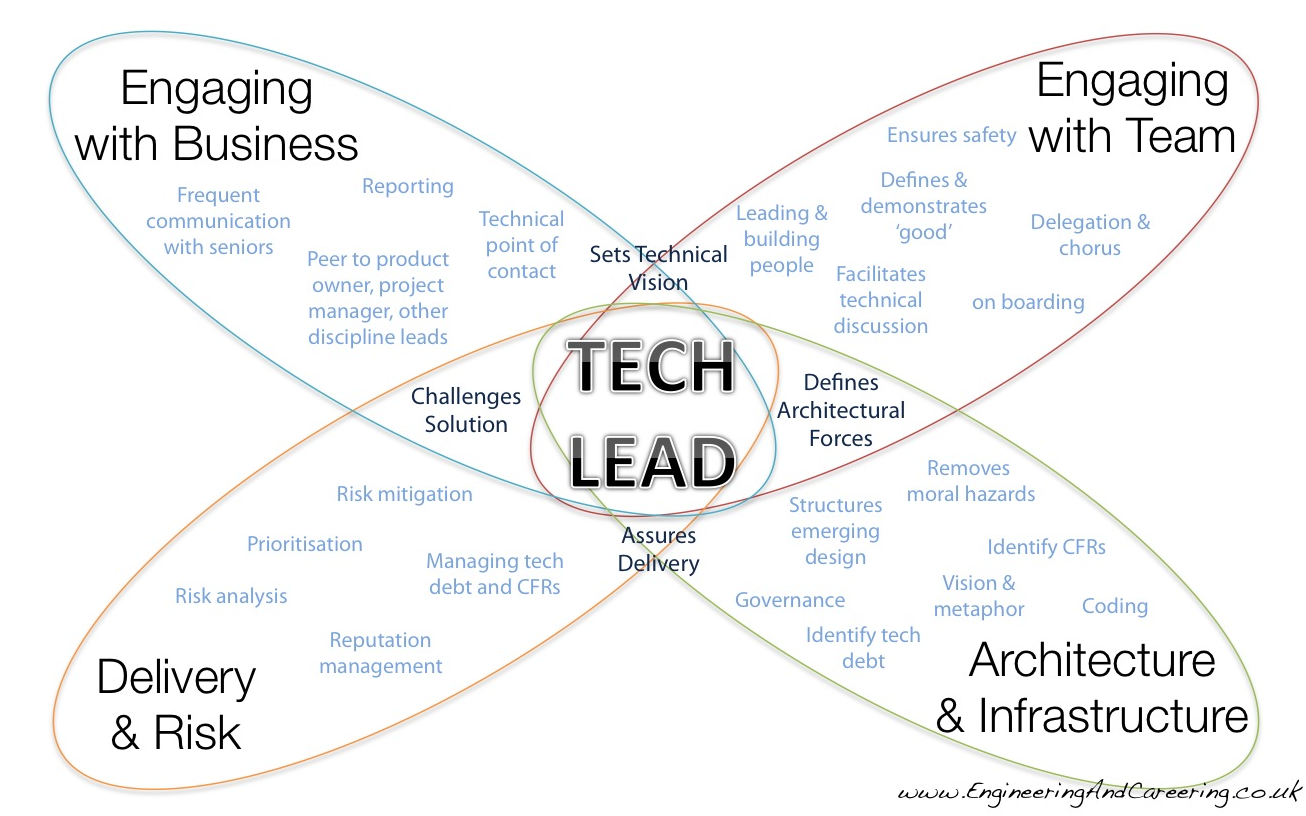 Engaging
with Business
Frequent
communication
with seniors
Reporting
Peer to product
owner, project
manager, other
discipline leads
Technical
point of
contact
Sets Technical
Vision
Engaging
with Team
Ensures safety
Leading &
building
people
Defines &
demonstrates
‘good’
Delegation &
chorus
Facilitates
technical
discussion
on boarding
TECH
LEAD
Challenges
Solution
Defines
Architectural
Forces
Assures
Delivery
Risk mitigation
Prioritisation
Managing tech
debt and CFRs
Risk analysis
Reputation
management
Delivery
& Risk
Removes
moral hazards
Structures
emerging
design
Identify CFRs
Vision &
metaphor
Governance
Coding
Identify tech
debt
Architecture
& Infrastructure
www.EngineeringAndCareering.co.uk